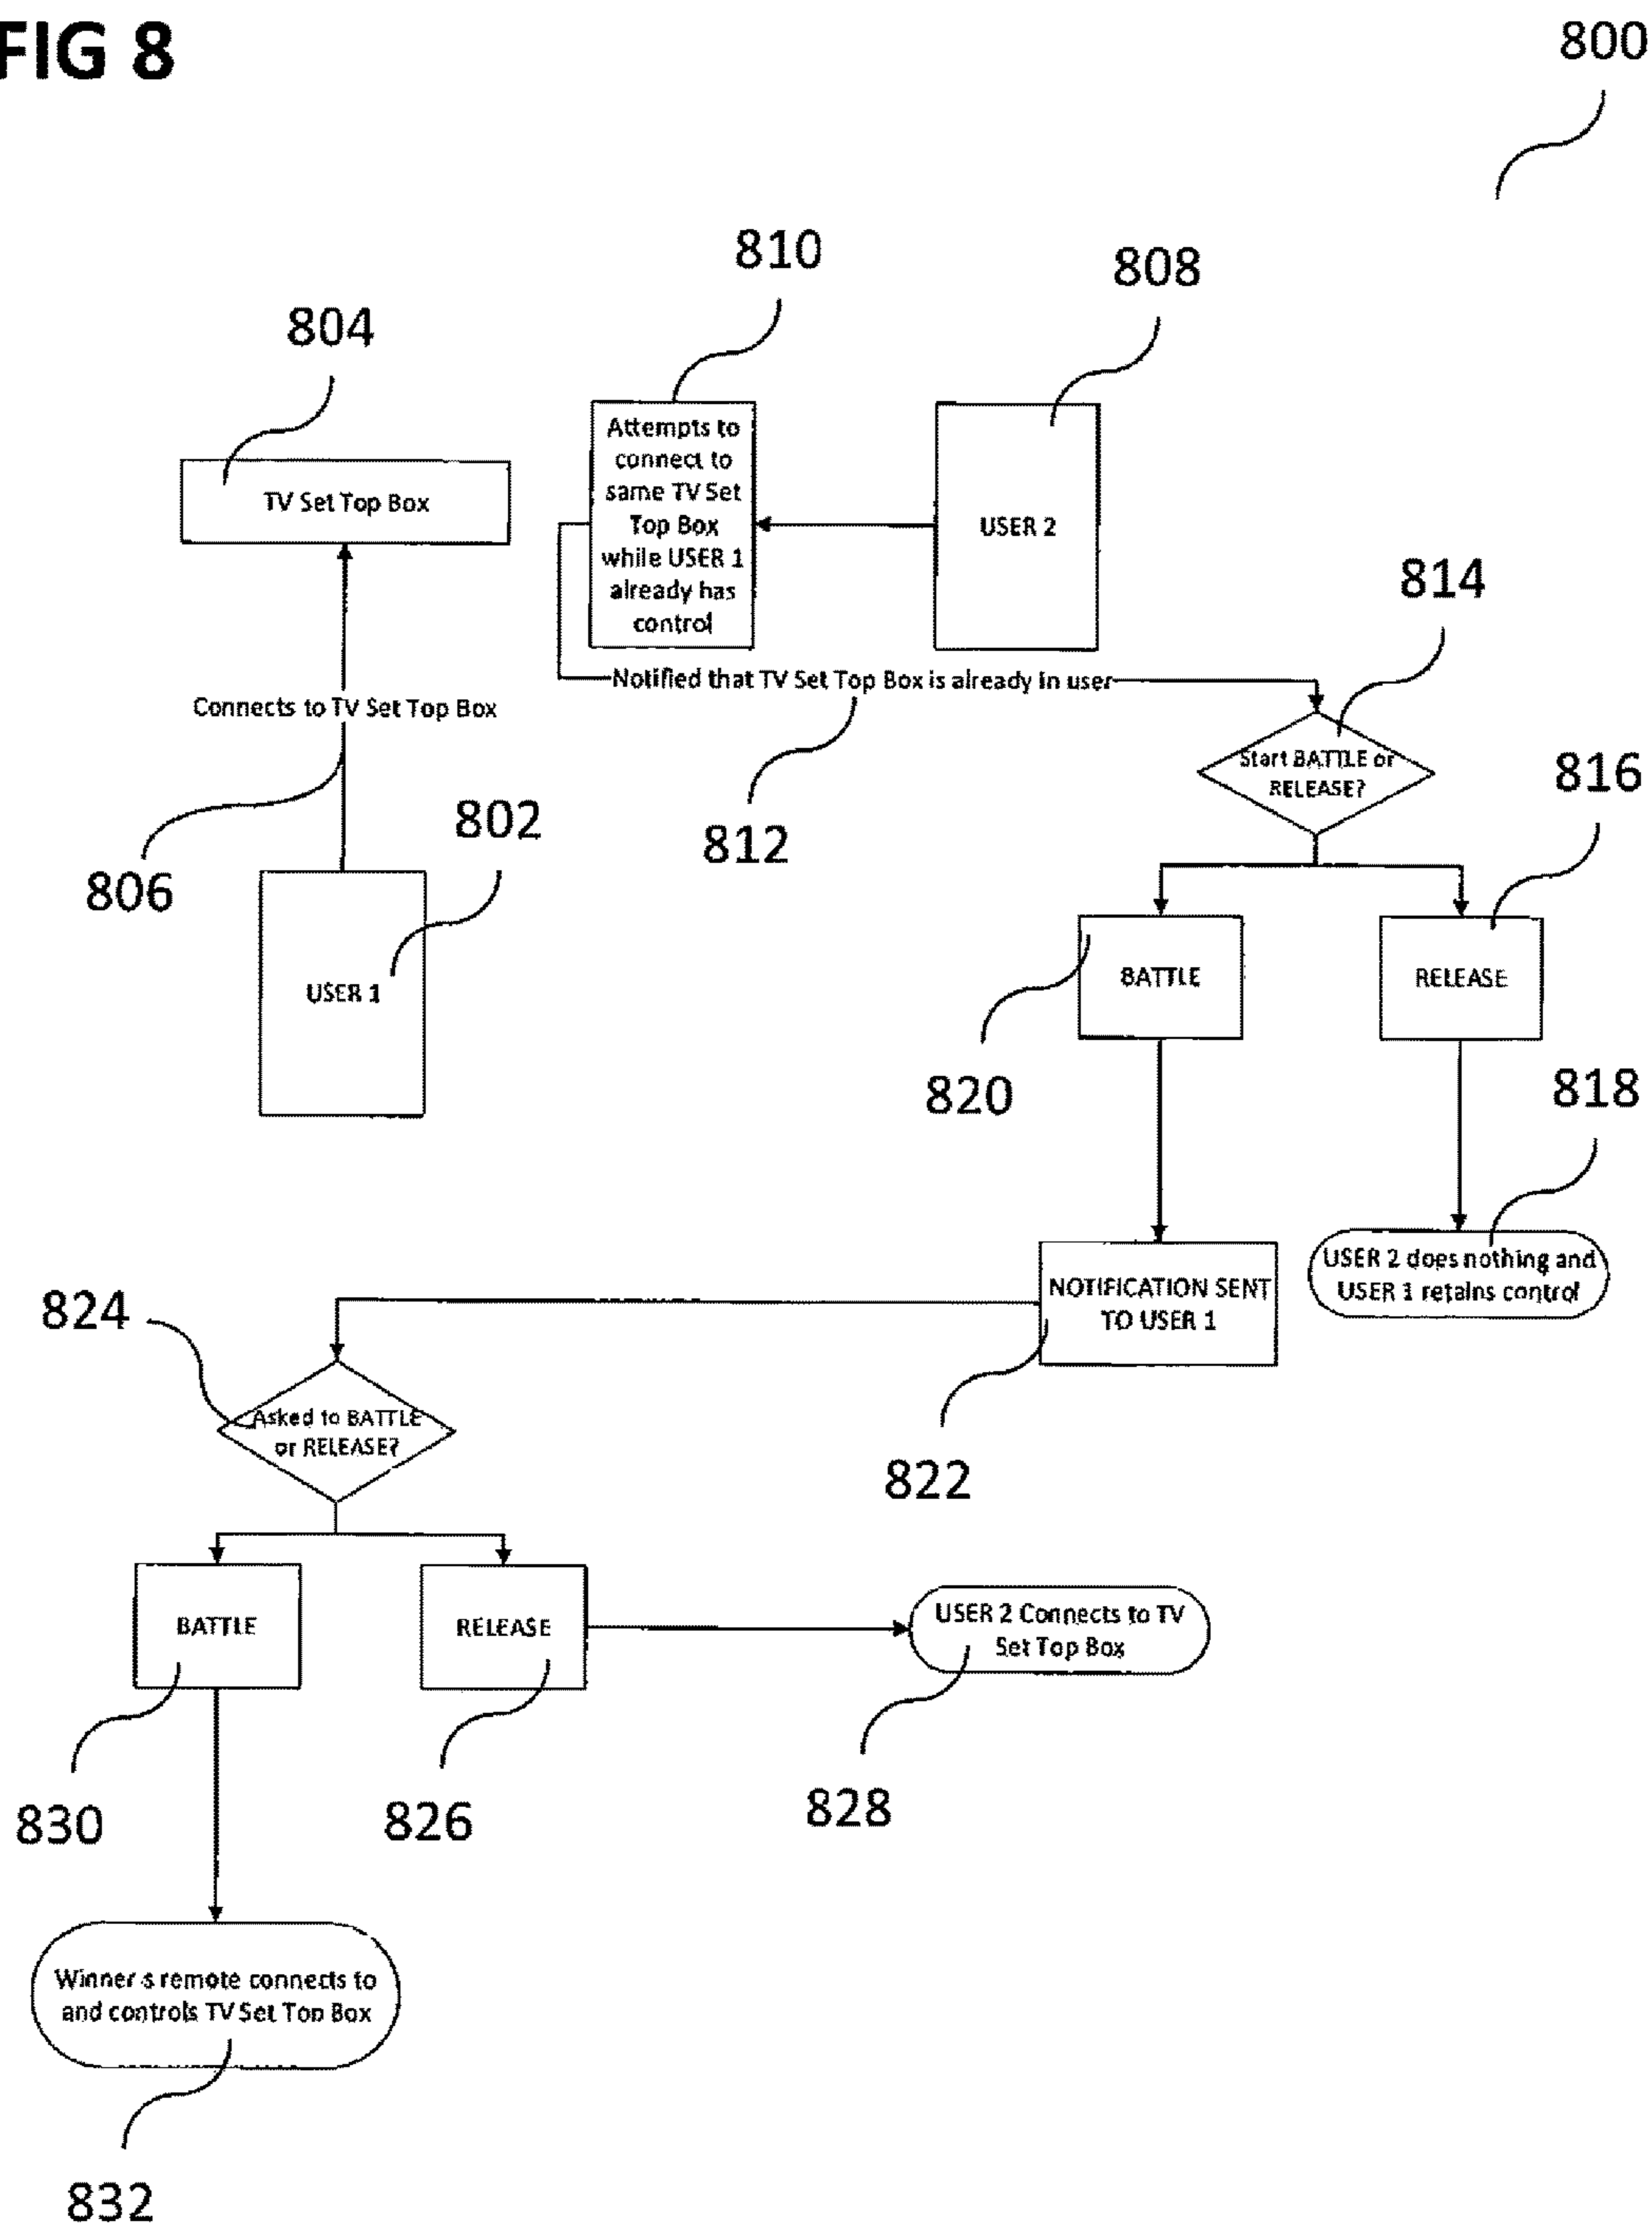 FIG 8
800
810
808
804
Attempts to
connect to
same TV Set
Top Box
while USER 1
already has
control
TV Set Top Box
USER 2
814
Notified that TV Set Top Box is already in user
Connects to TV Set Top Box
Start BATTLE or
RELEASE?
816
802
812
806
USER 1
BATTLE
RELEASE
820
818
USER 2 does nothing and
USER 1 retains control
NOTIFICATION SENT
TO USER 1
824
Asked to BATTLE
or RELEASE?
822
BATTLE
RELEASE
USER 2 Connects to TV
Set Top Box
830
826
828
Winner s remote connects to
and controls TV Set Top Box
832